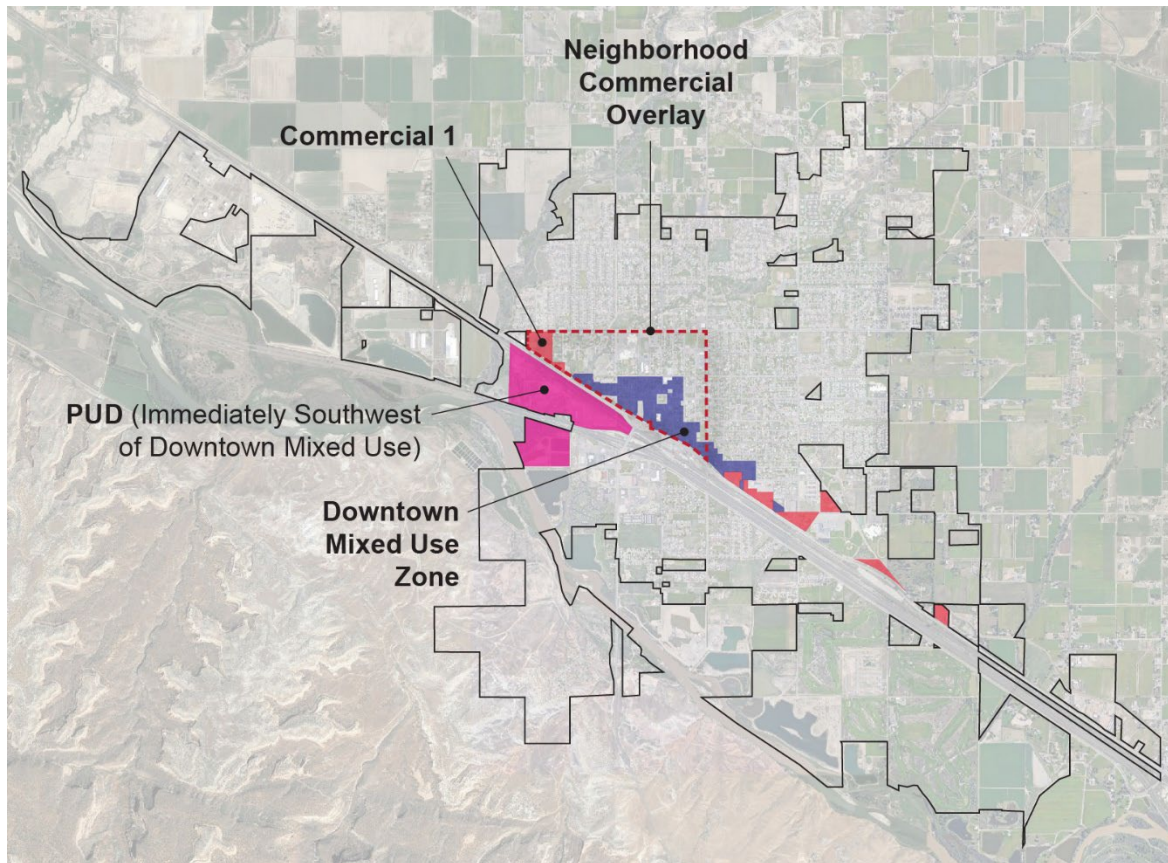 Neighborhood
Commercial
Overlay
Commercial 1
PUD (Immediately Southwest
of Downtown Mixed Use)
Downtown
Mixed Use
Zone